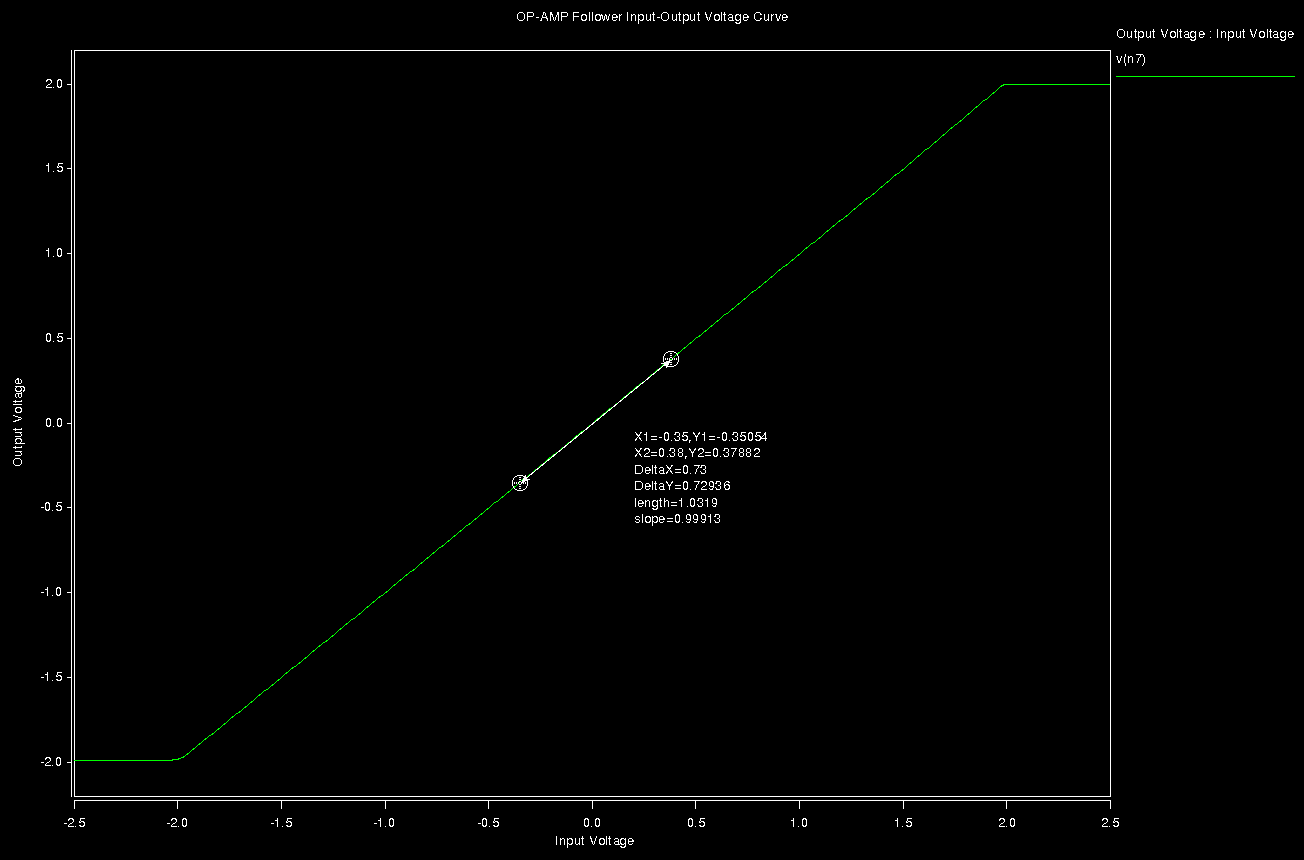 OP-AMP Follower Input-Output Voltage Curve
Output Voltage : Input Voltage
v(n7)
2.0
1.5
1.0
0.5
0.0
-0.5
-1.0
-1.5
-2.0
Output Voltage
X1=-0.35,Y1=-0.35054
X2=0.38,Y2=0.37882
DeltaX=0.73
DeltaY=0.72936
length=1.0319
slope=0.99913
-2.5 -2.0 -1.5 -1.0 -0.5 0.0 0.5 1.0 1.5 2.0 2.5
Input Voltage